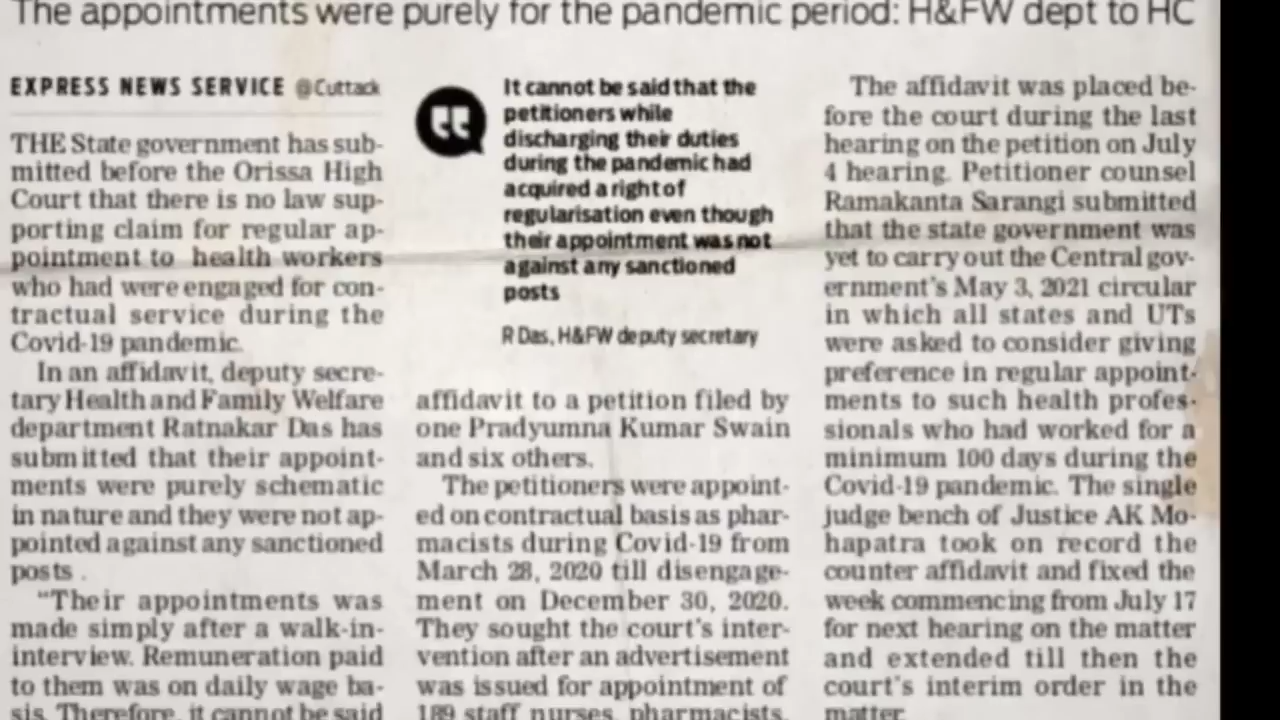 The appointments were purely for the pandemic period: H&FW dept to HC
EXPRESS NEWS SERVICE @Cuttack
THE State government has sub-
mitted before the Orissa High
Court that there is no law sup-
porting claim for regular ap-
pointment to health workers
who had were engaged for con-
tractual service during the
Covid-19 pandemic.
In an affidavit, deputy secre-
tary Health and Family Welfare
department Ratnakar Das has
submitted that their appoint-
ments were purely schematic
in nature and they were not ap-
pointed against any sanctioned
posts .
“Their appointments was
made simply after a walk-in-
interview. Remuneration paid
to them was on daily wage ba-
sis. Therefore, it cannot be said
It cannot be said that the
petitioners while
discharging their duties
during the pandemic had
acquired a right of
regularisation even though
their appointment was not
against any sanctioned
posts
R Das, H&FW deputy secretary
affidavit to a petition filed by
one Pradyumna Kumar Swain
and six others.
The petitioners were appoint-
ed on contractual basis as phar-
macists during Covid-19 from
March 28, 2020 till disengage-
ment on December 30, 2020.
They sought the court's inter-
vention after an advertisement
was issued for appointment of
189 staff nurses, pharmacists,
The affidavit was placed be-
fore the court during the last
hearing on the petition on July
4 hearing. Petitioner counsel
Ramakanta Sarangi submitted
that the state government was
yet to carry out the Central gov-
ernment's May 3, 2021 circular
in which all states and UTs
were asked to consider giving
preference in regular appoint-
ments to such health profes-
sionals who had worked for a
minimum 100 days during the
Covid-19 pandemic. The single
judge bench of Justice AK Mo-
hapatra took on record the
counter affidavit and fixed the
week commencing from July 17
for next hearing on the matter
and extended till then the
court's interim order in the
matter.